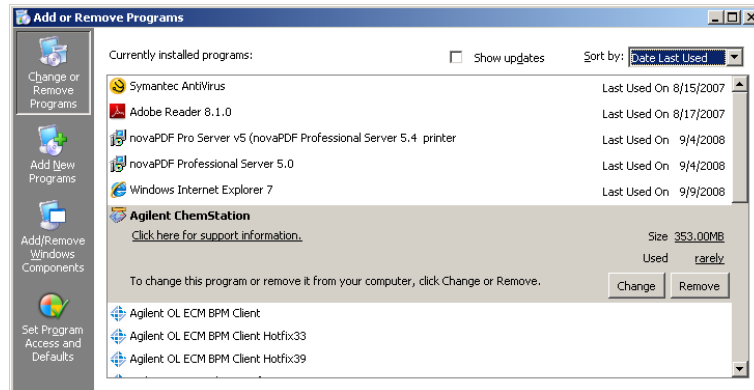 Add or Remove Programs
Change or
Remove
Programs
Add New
Programs
Add/Remove
Windows
Components
Set Program
Access and
Defaults
Currently installed programs: Show updates Sort by: Date Last Used
Symantec AntiVirus Last Used On 8/15/2007
Adobe Reader 8.1.0 Last Used On 8/17/2007
novaPDF Pro Server v5 (novaPDF Professional Server 5.4 printer Last Used On 9/4/2008
novaPDF Professional Server 5.0 Last Used On 9/4/2008
Windows Internet Explorer 7 Last Used On 9/9/2008
Agilent ChemStation
Click here for support information. Size 353.00MB
Used rarely
To change this program or remove it from your computer, click Change or Remove. Change Remove
Agilent OL ECM BPM Client
Agilent OL ECM BPM Client Hotfix33
Agilent OL ECM BPM Client Hotfix39